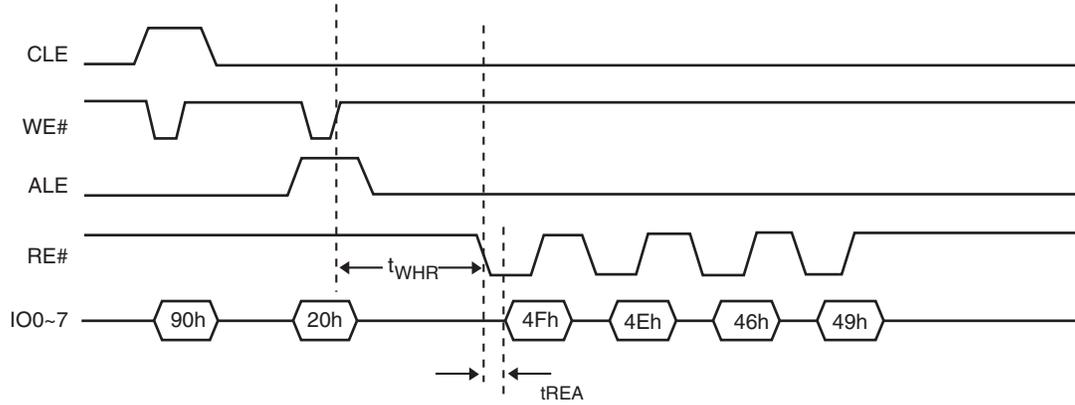 CLE
WE#
ALE
RE#
tWHR
IO0~7 90h 20h 4Fh 4Eh 46h 49h
tREA